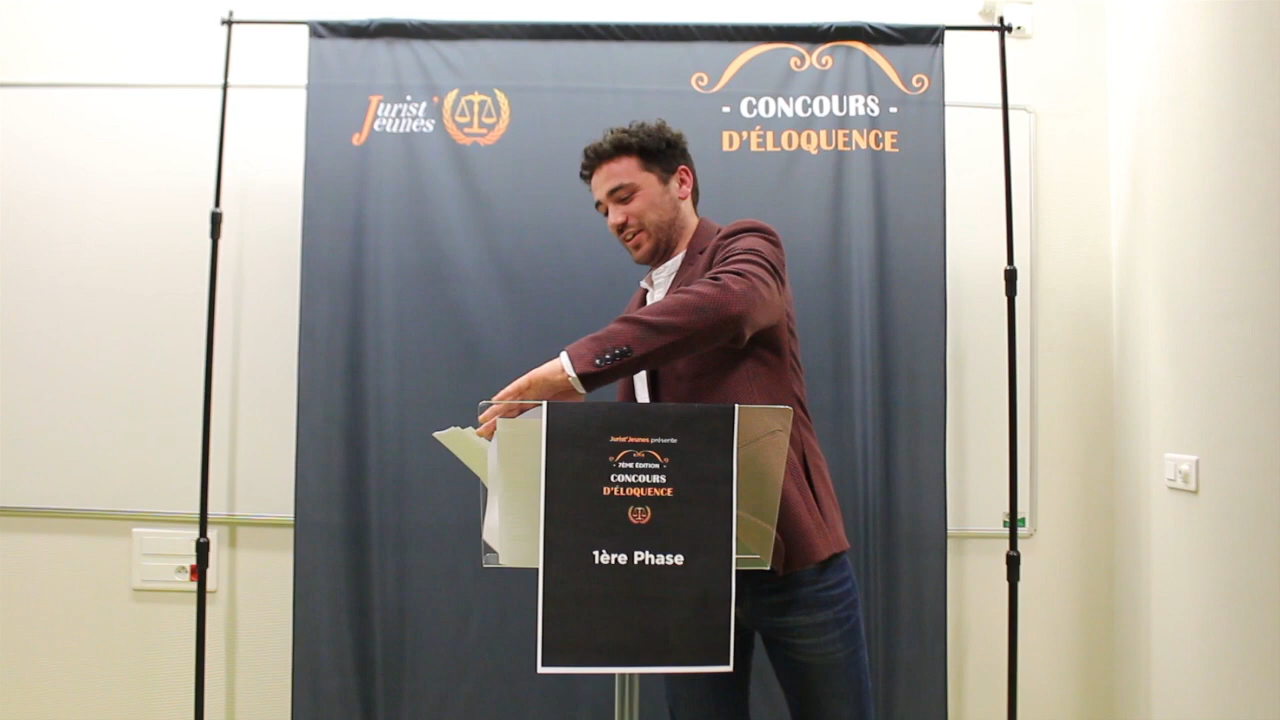 Jurist'
Jeunes
- CONCOURS -
D'ÉLOQUENCE
Jurist'Jeunes présente
- 7ÈME ÉDITION -
CONCOURS
D'ÉLOQUENCE
1ère Phase